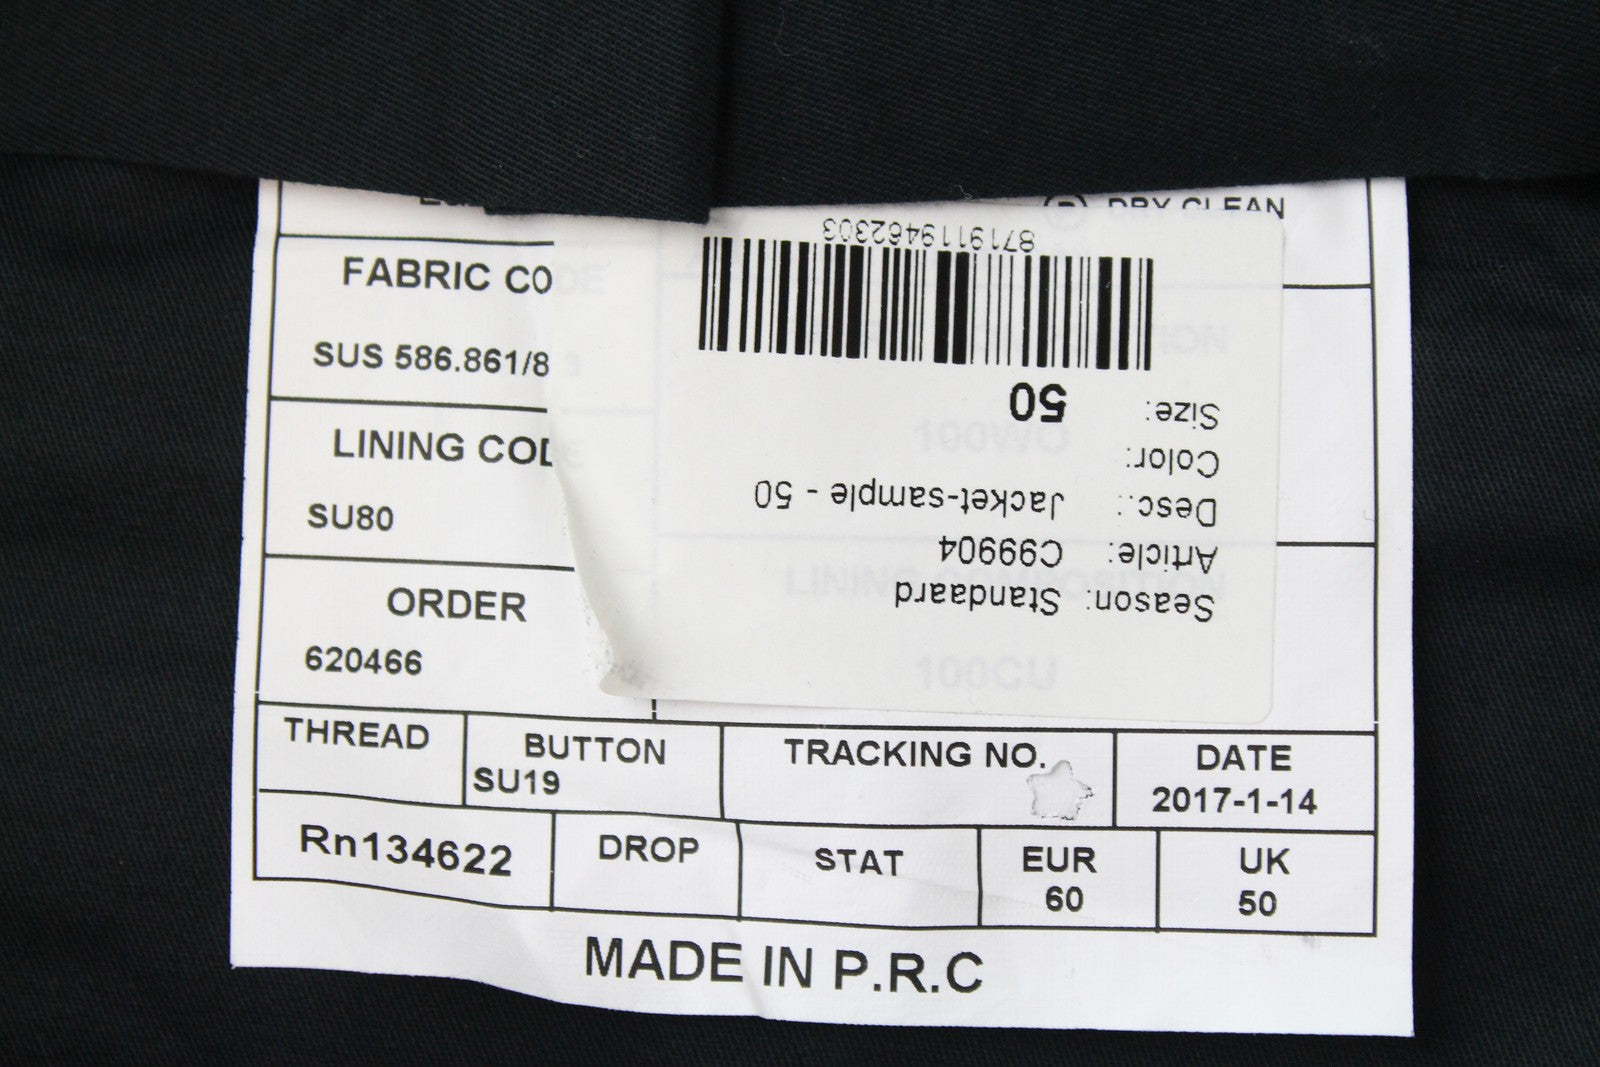 DRY CLEAN
FABRIC CO
SUS 586.861/8
LINING COD
SU80
ORDER
620466
8719119462303
Size: 50
Color:
Desc.: Jacket-sample - 50
Article: C99904
Season: Standaard
100WO
LINING COMPOSITION
100CU
THREAD
BUTTON
SU19
TRACKING NO.
DATE
2017-1-14
Rn134622
DROP
STAT
EUR
60
UK
50
MADE IN P.R.C